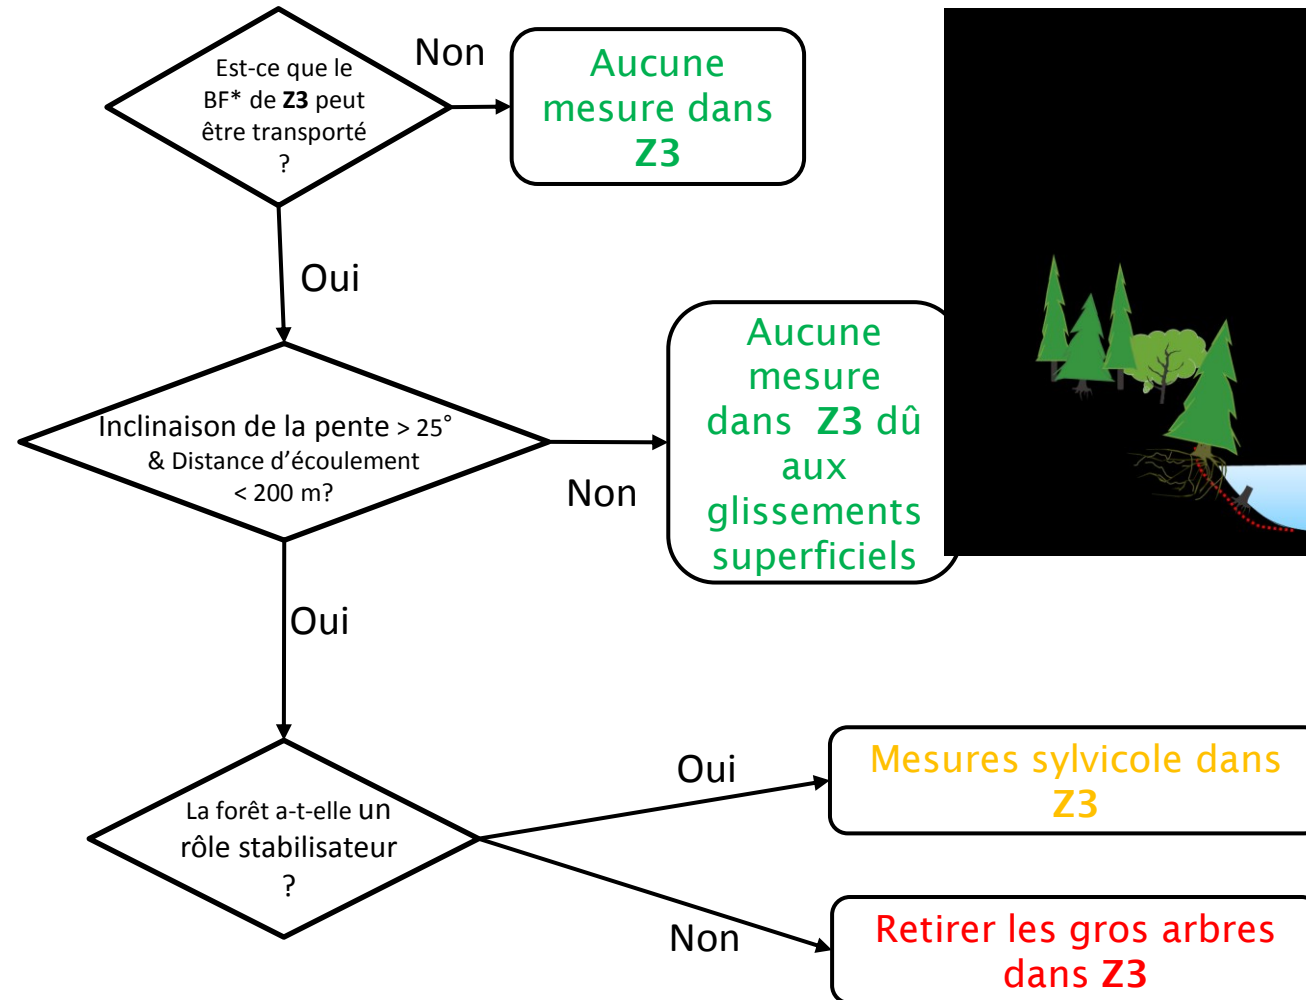 Est-ce que le
BF* de Z3 peut
être transporté
?
Non
Aucune
mesure dans
Z3
Oui
Inclinaison de la pente > 25°
& Distance d'écoulement
< 200 m?
Non
Aucune
mesure
dans Z3 dû
aux
glissements
superficiels
Oui
La forêt a-t-elle un
rôle stabilisateur
?
Oui
Mesures sylvicole dans
Z3
Non
Retirer les gros arbres
dans Z3